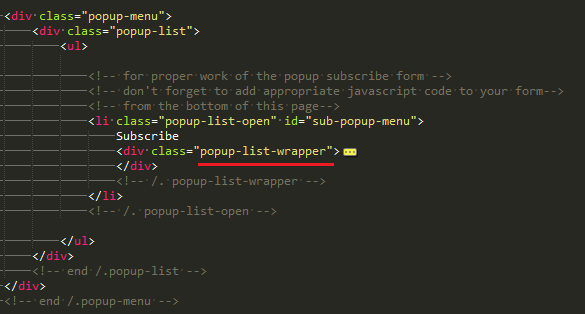 <div class="popup-menu">
<div class="popup-list">
<ul>
<!-- for proper work of the popup subscribe form -->
<!-- don't forget to add appropriate javascript code to your form-->
<!-- from the bottom of this page-->
<li class="popup-list-open" id="sub-popup-menu">
Subscribe
<div class="popup-list-wrapper">
</div>
<!-- /. popup-list-wrapper -->
</li>
<!-- /. popup-list-open -->
</ul>
</div>
<!-- end /.popup-list -->
</div>
<!-- end /.popup-menu -->